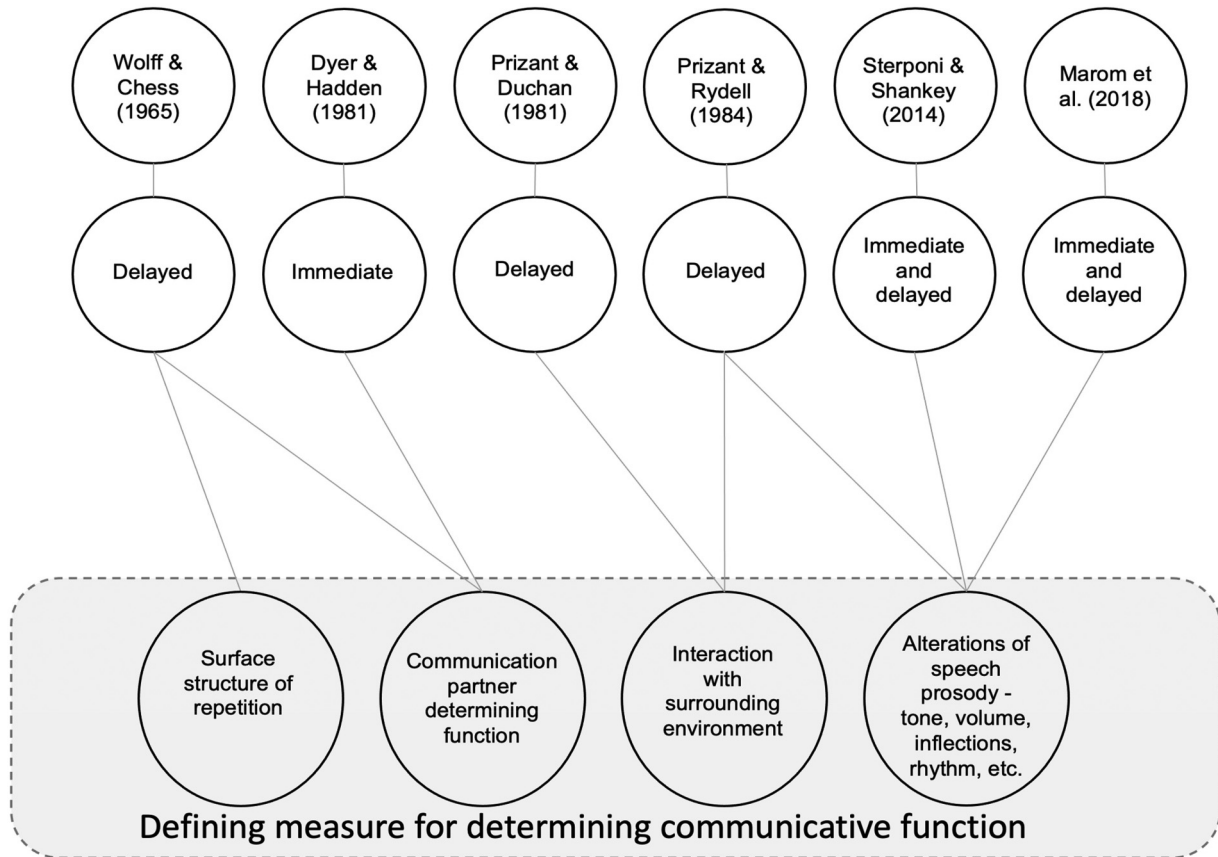 Wolff &
Chess
(1965)
Dyer &
Hadden
(1981)
Prizant &
Duchan
(1981)
Prizant &
Rydell
(1984)
Sterponi &
Shankey
(2014)
Marom et
al. (2018)
Delayed
Immediate
Delayed
Delayed
Immediate
and
delayed
Immediate
and
delayed
Surface
structure of
repetition
Communication
partner
determining
function
Interaction
with
surrounding
environment
Alterations of
speech
prosody -
tone, volume,
inflections,
rhythm, etc.
Defining measure for determining communicative function